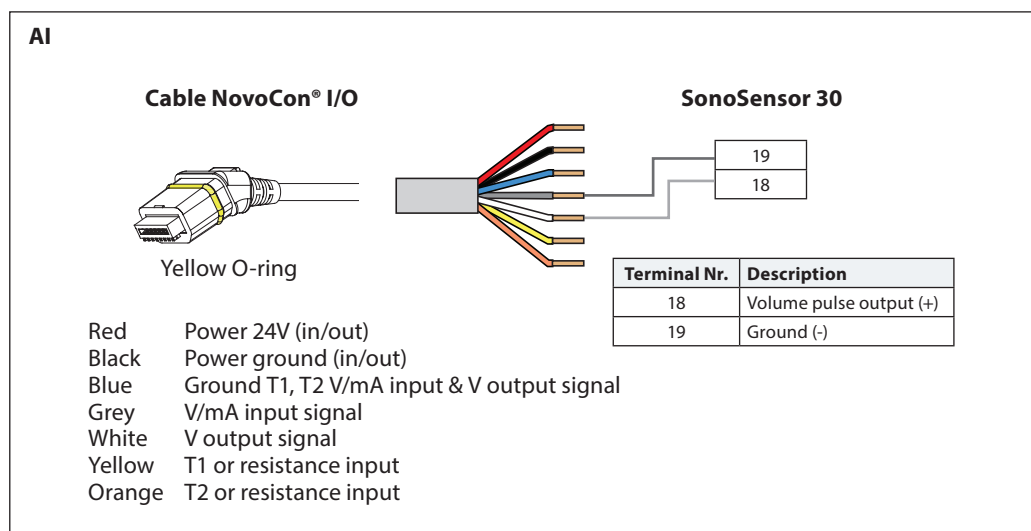 AI
Cable NovoCon® I/O
SonoSensor 30
19
18
Yellow O-ring
Terminal Nr. Description
18 Volume pulse output (+)
19 Ground (-)
Red Power 24V (in/out)
Black Power ground (in/out)
Blue Ground T1, T2 V/mA input & V output signal
Grey V/mA input signal
White V output signal
Yellow T1 or resistance input
Orange T2 or resistance input